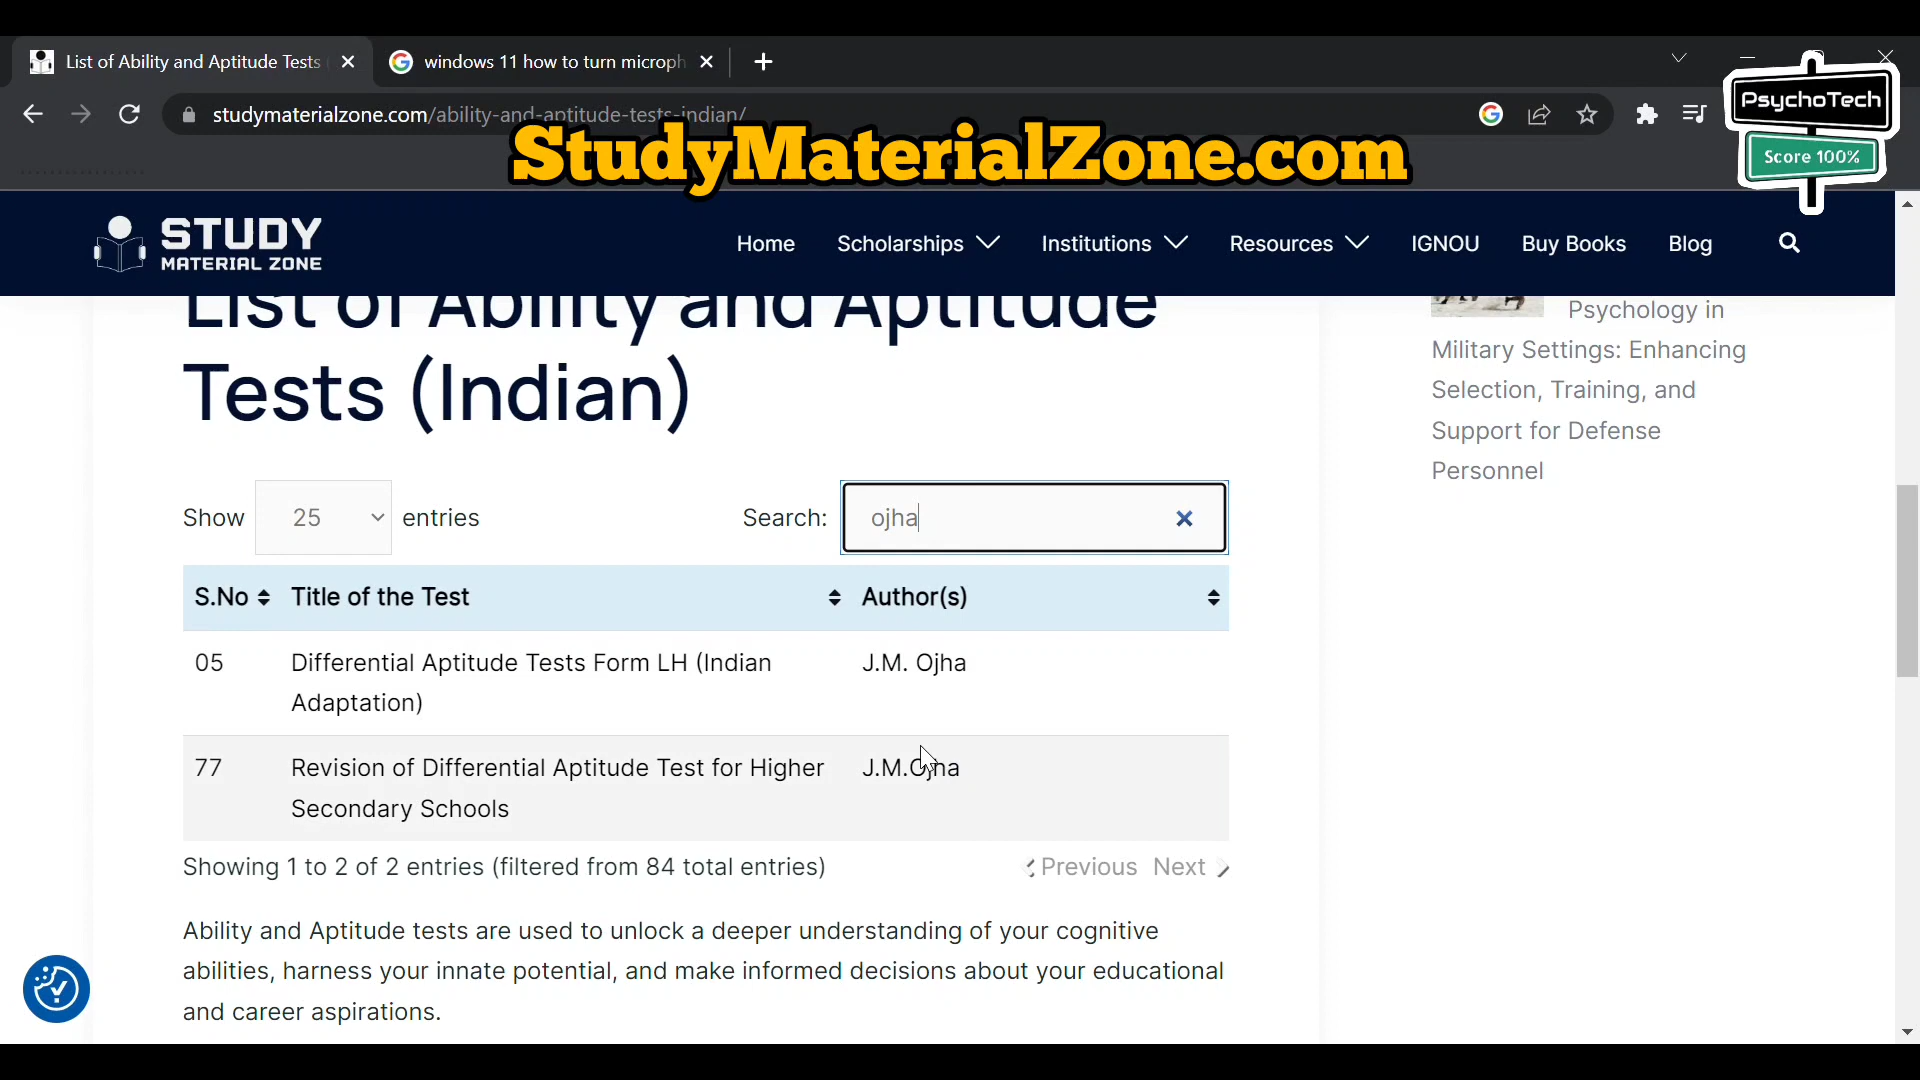 List of Ability and Aptitude Tests
windows 11 how to turn microph
studymaterialzone.com/ability-and-aptitude-tests-indian/
StudyMaterialZone.com
PsychoTech
Score 100%
STUDY
MATERIAL ZONE
Home Scholarships Institutions Resources IGNOU Buy Books Blog
List of Ability and Aptitude
Tests (Indian)
Psychology in
Military Settings: Enhancing
Selection, Training, and
Support for Defense
Personnel
Show 25 entries Search: ojha
S.No Title of the Test Author(s)
05 Differential Aptitude Tests Form LH (Indian J.M. Ojha
Adaptation)
77 Revision of Differential Aptitude Test for Higher J.M.Ojha
Secondary Schools
Showing 1 to 2 of 2 entries (filtered from 84 total entries) Previous Next
Ability and Aptitude tests are used to unlock a deeper understanding of your cognitive
abilities, harness your innate potential, and make informed decisions about your educational
and career aspirations.